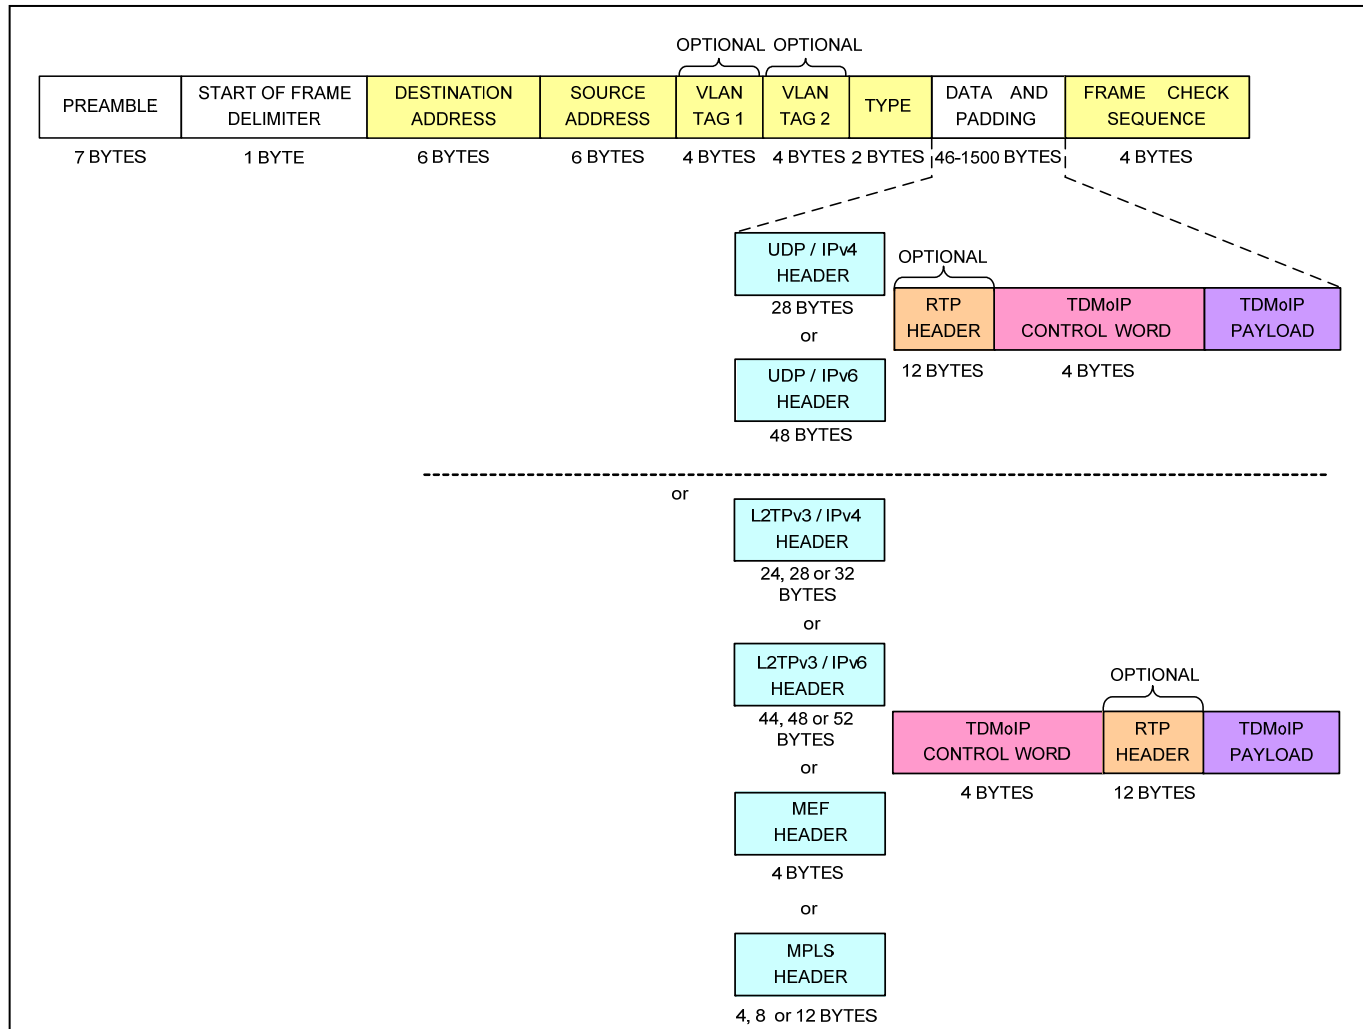 OPTIONAL OPTIONAL
PREAMBLE
START OF FRAME
DELIMITER
DESTINATION
ADDRESS
SOURCE
ADDRESS
VLAN
TAG 1
VLAN
TAG 2
TYPE
DATA AND
PADDING
FRAME CHECK
SEQUENCE
7 BYTES
1 BYTE
6 BYTES
6 BYTES
4 BYTES
4 BYTES
2 BYTES
46-1500 BYTES
4 BYTES
UDP / IPv4
HEADER
28 BYTES
or
UDP / IPv6
HEADER
48 BYTES
OPTIONAL
RTP
HEADER
TDMoIP
CONTROL WORD
TDMoIP
PAYLOAD
12 BYTES
4 BYTES
or
L2TPv3 / IPv4
HEADER
24, 28 or 32
BYTES
or
L2TPv3 / IPv6
HEADER
44, 48 or 52
BYTES
or
MEF
HEADER
4 BYTES
or
MPLS
HEADER
4, 8 or 12 BYTES
OPTIONAL
TDMoIP
CONTROL WORD
RTP
HEADER
TDMoIP
PAYLOAD
4 BYTES
12 BYTES